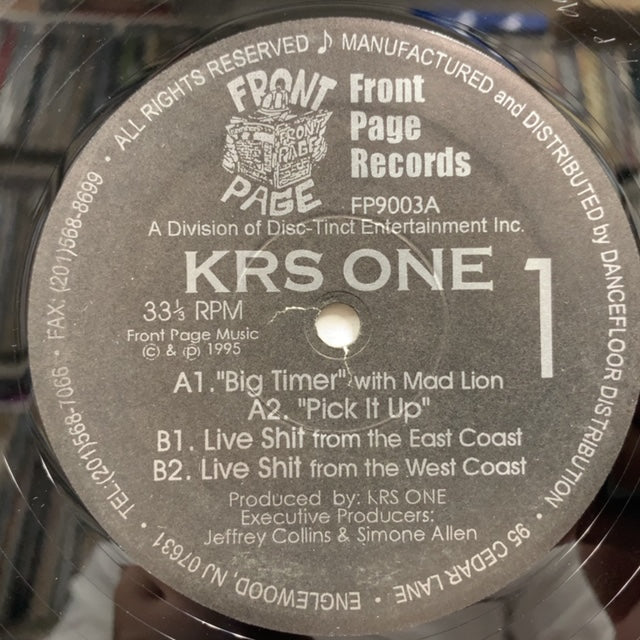 • ALL RIGHTS RESERVED ♪ MANUFACTURED and DISTRIBUTED by DANCEFLOOR DISTRIBUTION • 95 CEDAR LANE • ENGLEWOOD, NJ 07631 • TEL:(201)568-7066 • FAX: (201)568-8699
FRONT
FRONT
PAGE
PAGE
Front
Page
Records
FP9003A
A Division of Disc-Tinct Entertainment Inc.
KRS ONE
1
33⅓ RPM
Front Page Music
© & ℗ 1995
A1."Big Timer" with Mad Lion
A2. "Pick It Up"
B1. Live Shit from the East Coast
B2. Live Shit from the West Coast
Produced by: KRS ONE
Executive Producers:
Jeffrey Collins & Simone Allen